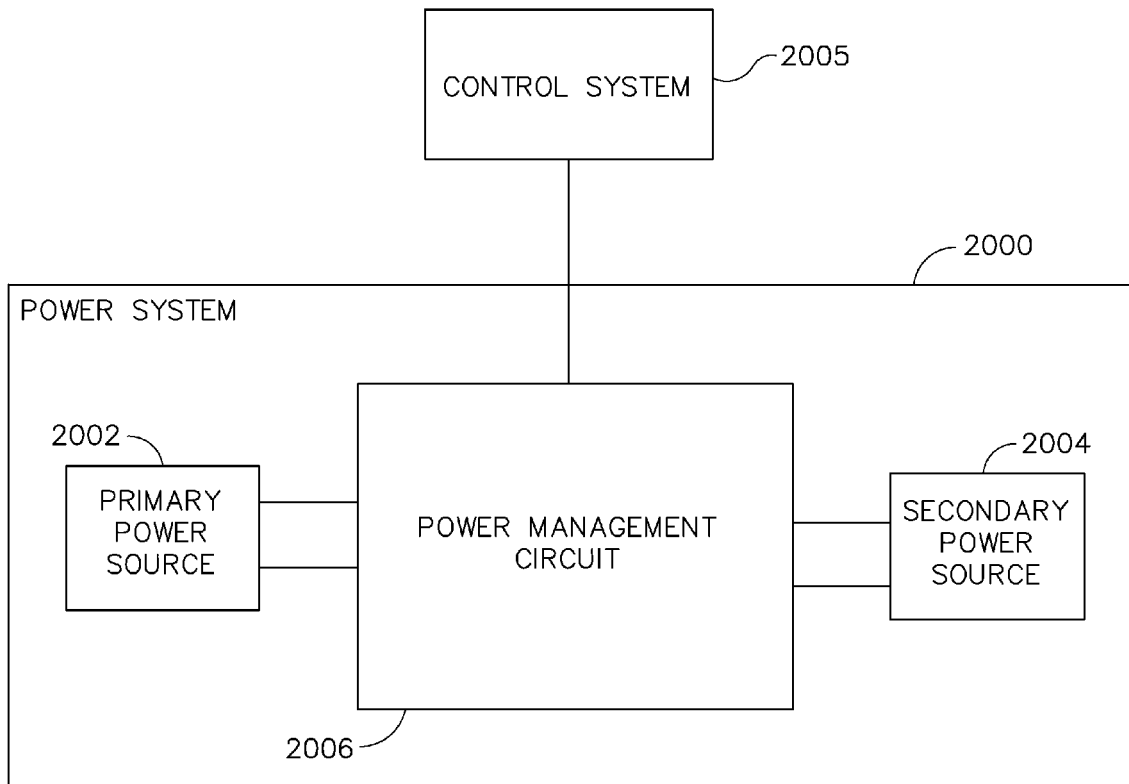 CONTROL SYSTEM
2005
2000
POWER SYSTEM
2002
PRIMARY
POWER
SOURCE
POWER MANAGEMENT
CIRCUIT
2004
SECONDARY
POWER
SOURCE
2006